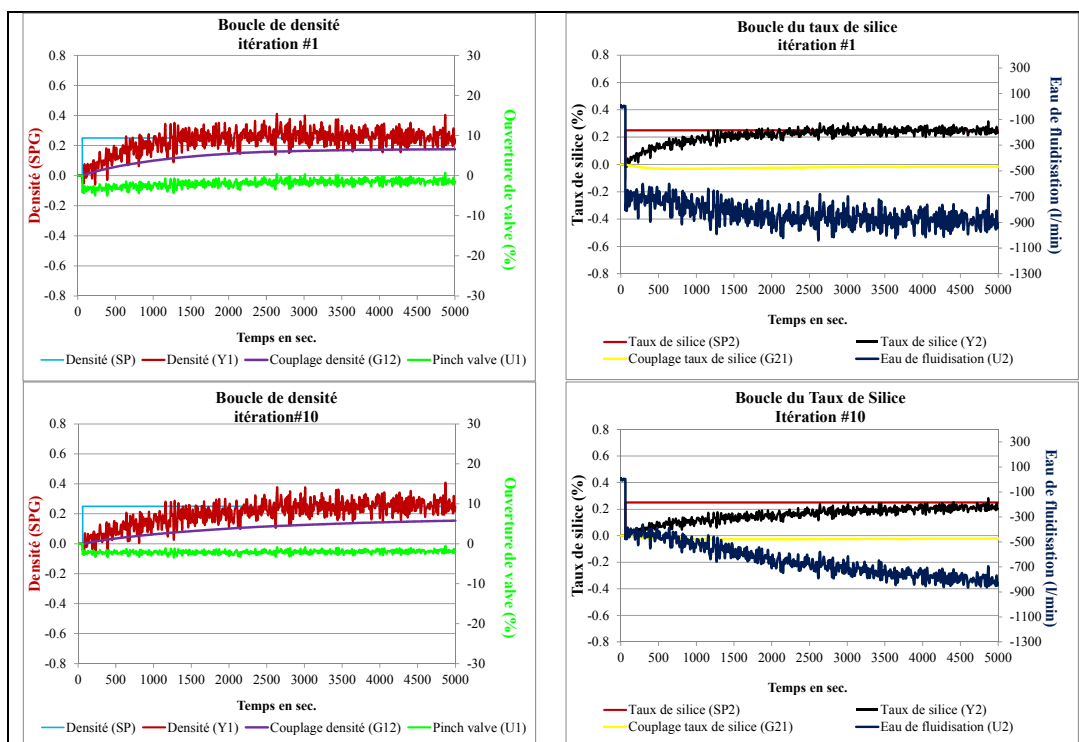 Boucle de densité
itération #1
0.8
0.6
0.4
0.2
0.0
-0.2
-0.4
-0.6
-0.8
30
20
10
0
-10
-20
-30
Densité (SPG)
Ouverture de valve (%)
0 500 1000 1500 2000 2500 3000 3500 4000 4500 5000
Temps en sec.
Densité (SP) Densité (Y1) Couplage densité (G12) Pinch valve (U1)
Boucle du taux de silice
itération #1
0.8
0.6
0.4
0.2
0.0
-0.2
-0.4
-0.6
-0.8
300
100
-100
-300
-500
-700
-900
-1100
-1300
Taux de silice (%)
Eau de fluidisation (l/min)
0 500 1000 1500 2000 2500 3000 3500 4000 4500 5000
Temps en sec.
Taux de silice (SP2) Taux de silice (Y2)
Couplage taux de silice (G21) Eau de fluidisation (U2)
Boucle de densité
itération#10
0.8
0.6
0.4
0.2
0.0
-0.2
-0.4
-0.6
-0.8
30
20
10
0
-10
-20
-30
Densité (SPG)
Ouverture de valve (%)
0 500 1000 1500 2000 2500 3000 3500 4000 4500 5000
Temps en sec.
Densité (SP) Densité (Y1) Couplage densité (G12) Pinch valve (U1)
Boucle du Taux de Silice
Itération #10
0.8
0.6
0.4
0.2
0.0
-0.2
-0.4
-0.6
-0.8
300
100
-100
-300
-500
-700
-900
-1100
-1300
Taux de silice (%)
Eau de fluidisation (l/min)
0 500 1000 1500 2000 2500 3000 3500 4000 4500 5000
Temps en sec.
Taux de silice (SP2) Taux de silice (Y2)
Couplage taux de silice (G21) Eau de fluidisation (U2)